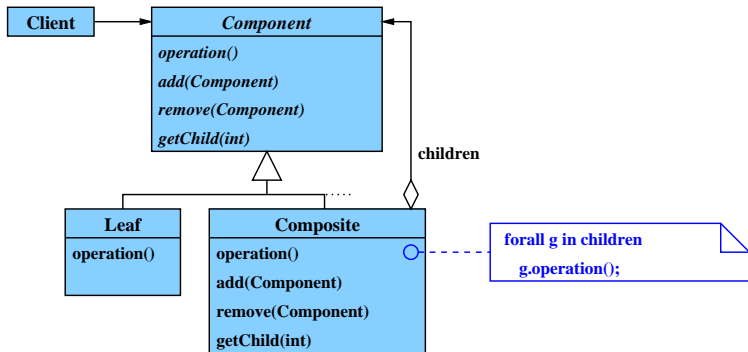 Client
Component
operation()
add(Component)
remove(Component)
getChild(int)
children
Leaf
operation()
Composite
operation()
add(Component)
remove(Component)
getChild(int)
forall g in children
g.operation();